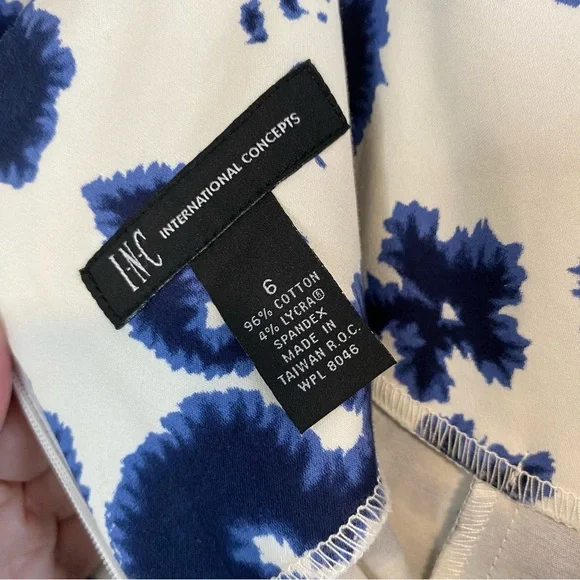 I·N·C INTERNATIONAL CONCEPTS
6
96% COTTON
4% LYCRA®
SPANDEX
MADE IN
TAIWAN R.O.C.
WPL 8046